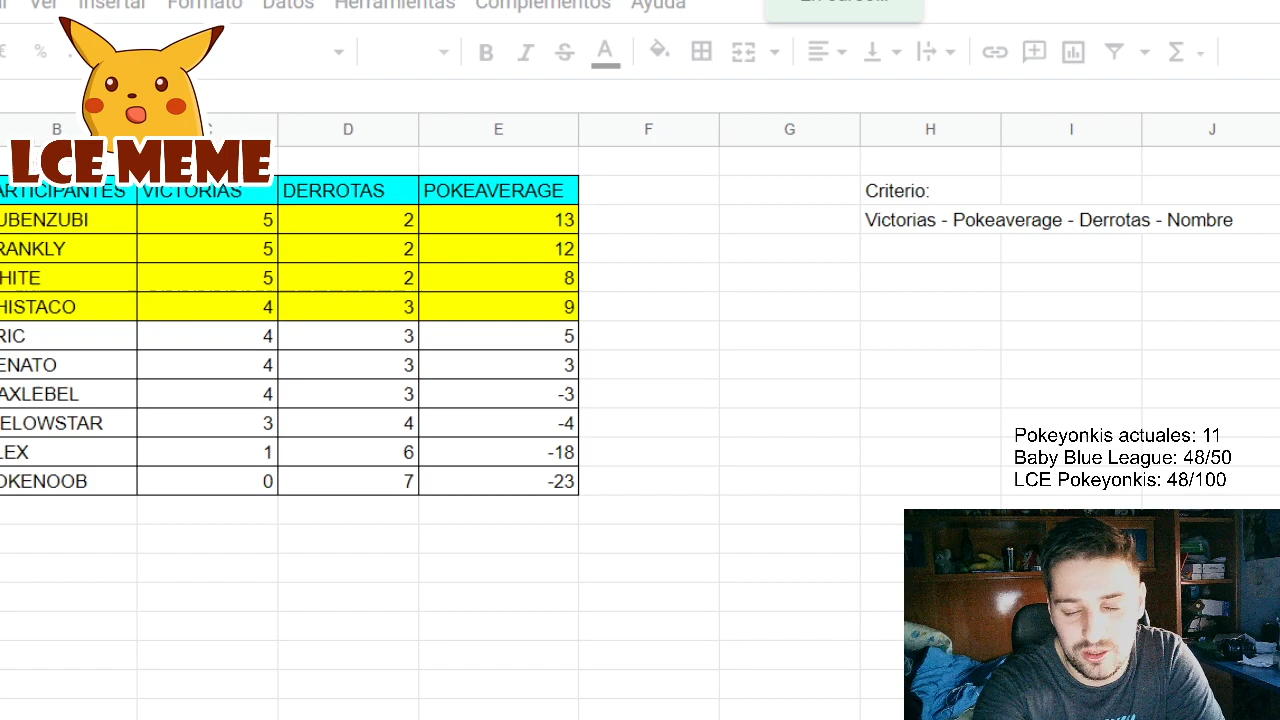 Ver Insertar Formato Datos Herramientas Complementos Ayuda
En curso...
€ % . B I S A Σ
B C D E F G H I J
LCE MEME
ARTICIPANTES VICTORIAS DERROTAS POKEAVERAGE Criterio:
UBENZUBI 5 2 13 Victorias - Pokeaverage - Derrotas - Nombre
RANKLY 5 2 12
HITE 5 2 8
HISTACO 4 3 9
RIC 4 3 5
ENATO 4 3 3
AXLEBEL 4 3 -3
ELOWSTAR 3 4 -4
LEX 1 6 -18
OKENOOB 0 7 -23
Pokeyonkis actuales: 11
Baby Blue League: 48/50
LCE Pokeyonkis: 48/100